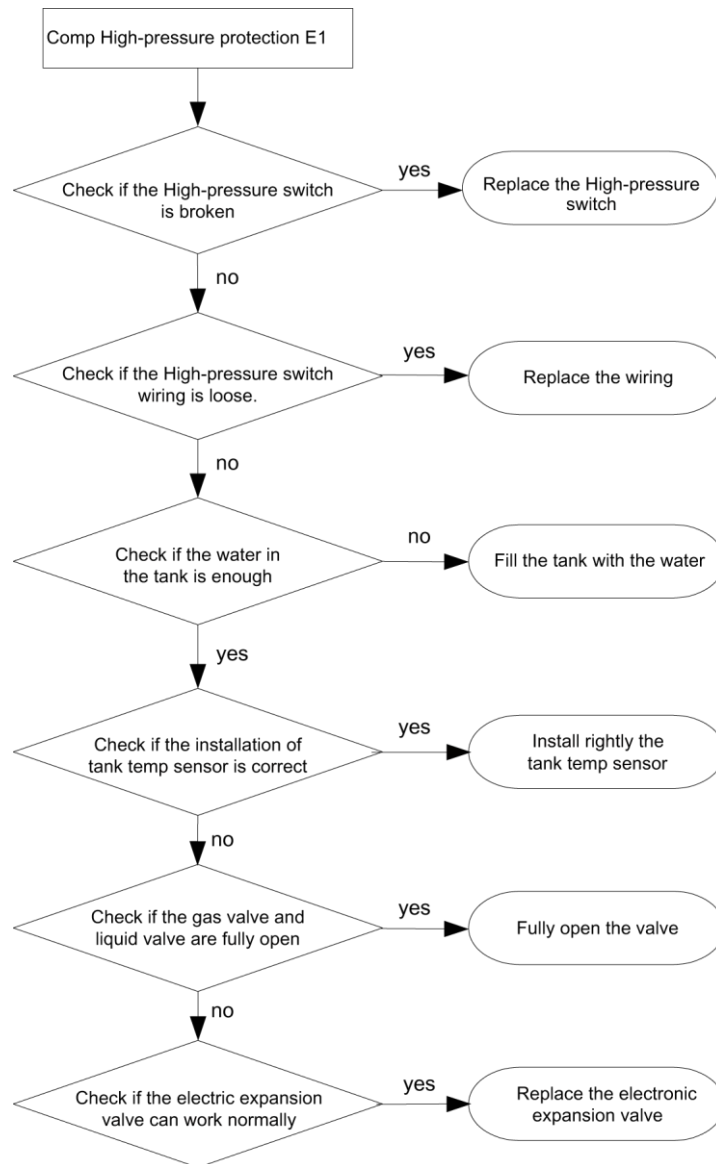 Comp High-pressure protection E1
Check if the High-pressure switch
is broken
yes
Replace the High-pressure
switch
no
Check if the High-pressure switch
wiring is loose.
yes
Replace the wiring
no
Check if the water in
the tank is enough
no
Fill the tank with the water
yes
Check if the installation of
tank temp sensor is correct
yes
Install rightly the
tank temp sensor
no
Check if the gas valve and
liquid valve are fully open
yes
Fully open the valve
no
Check if the electric expansion
valve can work normally
yes
Replace the electronic
expansion valve